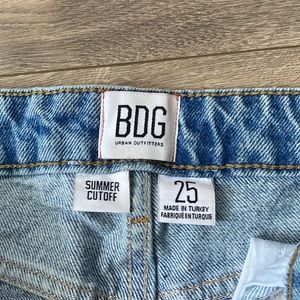 BDG
URBAN OUTFITTERS
SUMMER
CUTOFF
25
MADE IN TURKEY
FABRIQUÉ EN TURQUIE